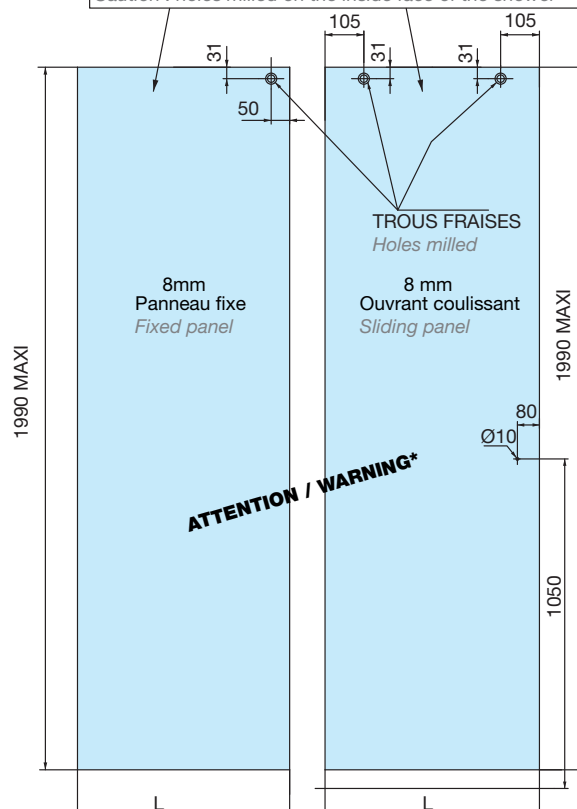 Caution : holes milled on the inside face of the shower
105
105
31
31
31
50
TROUS FRAISES
Holes milled
8mm
Panneau fixe
Fixed panel
8 mm
Ouvrant coulissant
Sliding panel
1990 MAXI
1990 MAXI
80
Ø10
ATTENTION / WARNING*
1050
L
L